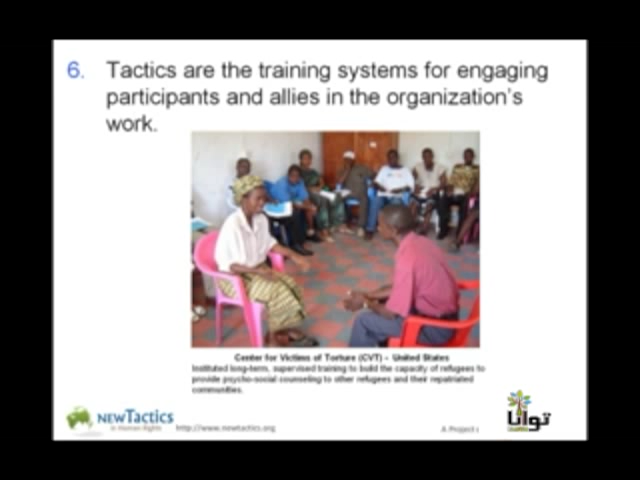 6. Tactics are the training systems for engaging
participants and allies in the organization's
work.
Center for Victims of Torture (CVT) - United States
Instituted long-term, supervised training to build the capacity of refugees to
provide psycho-social counseling to other refugees and their repatriated
communities.
NEWTactics
in Human Rights
http://www.newtactics.org
A Project
توانا